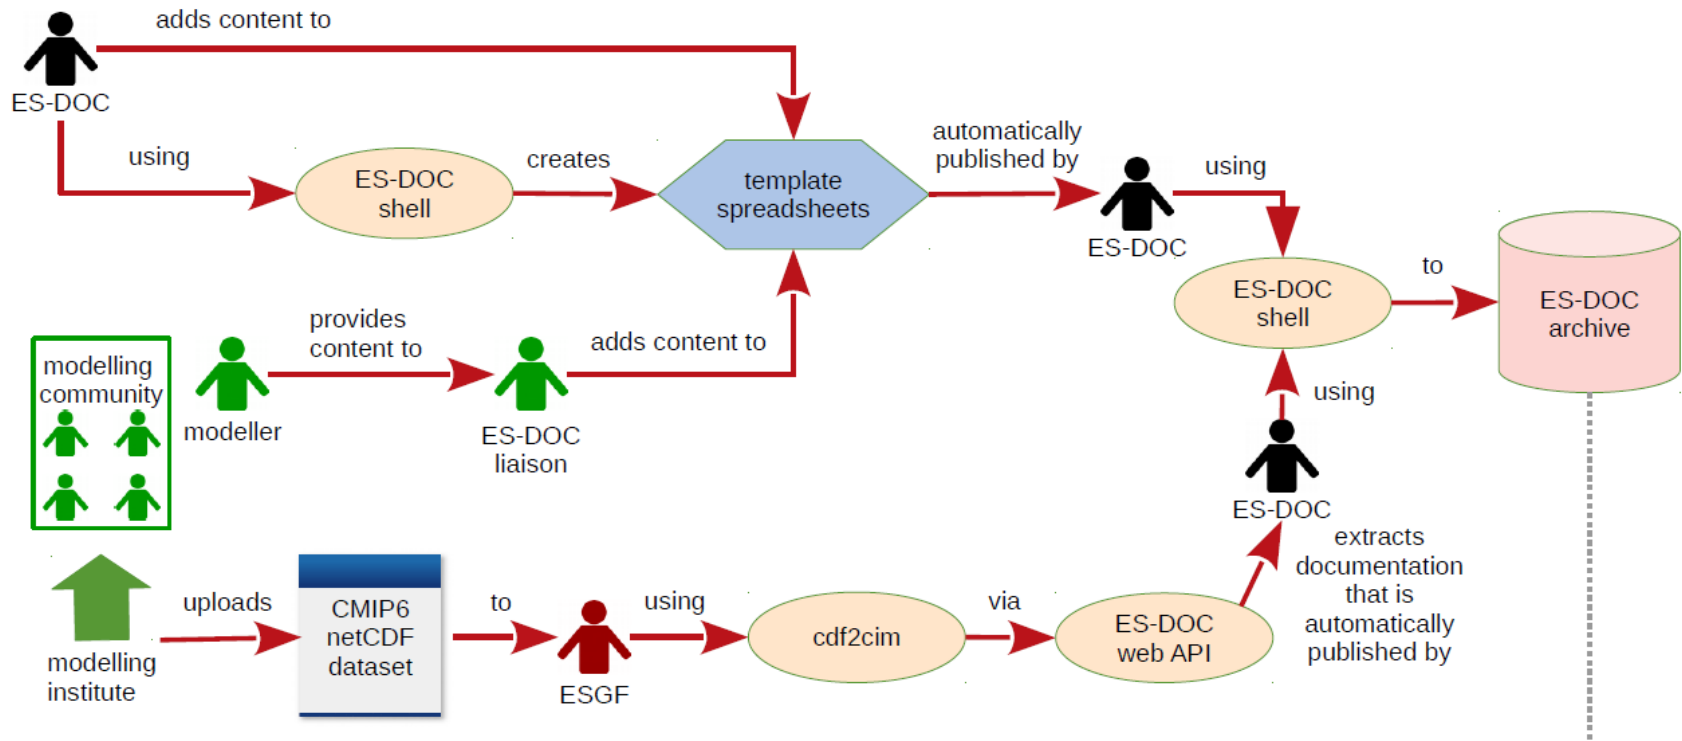 adds content to
ES-DOC
using
ES-DOC
shell
creates
template
spreadsheets
automatically
published by
ES-DOC
using
ES-DOC
shell
to
ES-DOC
archive
modelling
community
modeller
provides
content to
ES-DOC
liaison
adds content to
using
ES-DOC
extracts
documentation
that is
automatically
published by
modelling
institute
uploads
CMIP6
netCDF
dataset
to
ESGF
using
cdf2cim
via
ES-DOC
web API